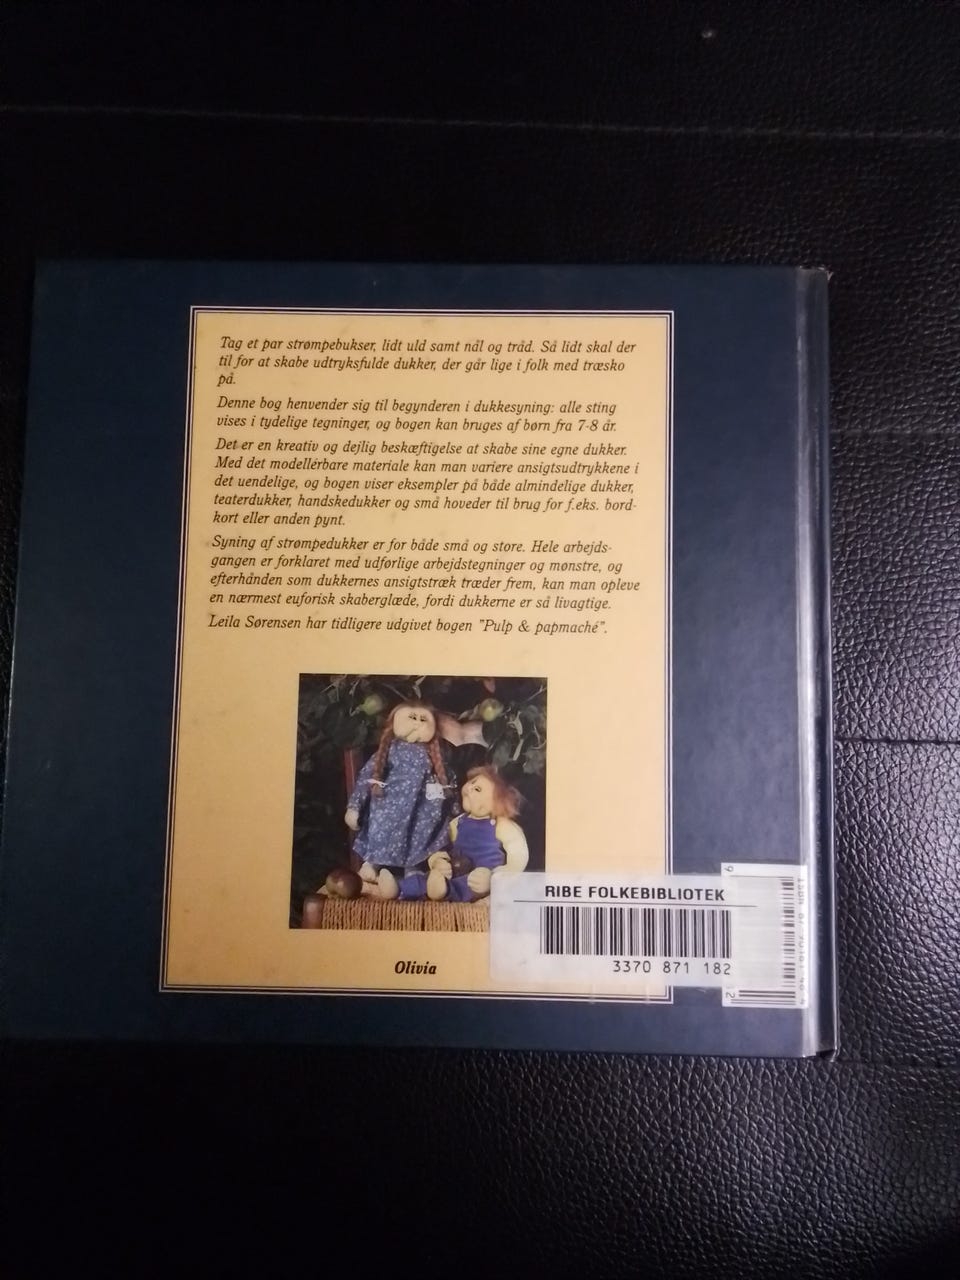 Tag et par strømpebukser, lidt uld samt nål og tråd. Så lidt skal der
til for at skabe udtryksfulde dukker, der går lige i folk med træsko
på.
Denne bog henvender sig til begynderen i dukkesyning: alle sting
vises i tydelige tegninger, og bogen kan bruges af børn fra 7-8 år.
Det er en kreativ og dejlig beskæftigelse at skabe sine egne dukker.
Med det modellérbare materiale kan man variere ansigtsudtrykkene i
det uendelige, og bogen viser eksempler på både almindelige dukker,
teaterdukker, handskedukker og små hoveder til brug for f.eks. bord-
kort eller anden pynt.
Syning af strømpedukker er for både små og store. Hele arbejds-
gangen er forklaret med udførlige arbejdstegninger og mønstre, og
efterhånden som dukkernes ansigtstræk træder frem, kan man opleve
en nærmest euforisk skaberglæde, fordi dukkerne er så livagtige.
Leila Sørensen har tidligere udgivet bogen "Pulp & papmaché".
Olivia
RIBE FOLKEBIBLIOTEK
3370 871 182